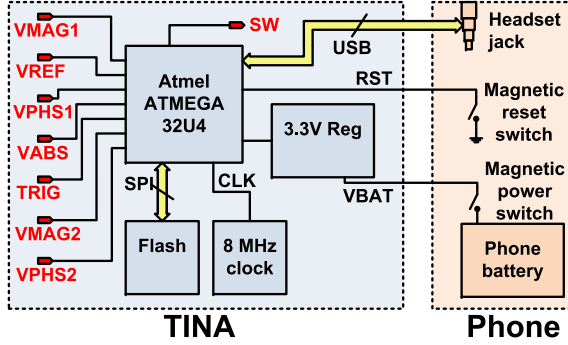 VMAG1
VREF
VPHS1
VABS
TRIG
VMAG2
VPHS2
SW
Atmel
ATMEGA
32U4
USB
RST
3.3V Reg
VBAT
SPI
CLK
Flash
8 MHz
clock
TINA
Headset
jack
Magnetic
reset
switch
Magnetic
power
switch
Phone
battery
Phone